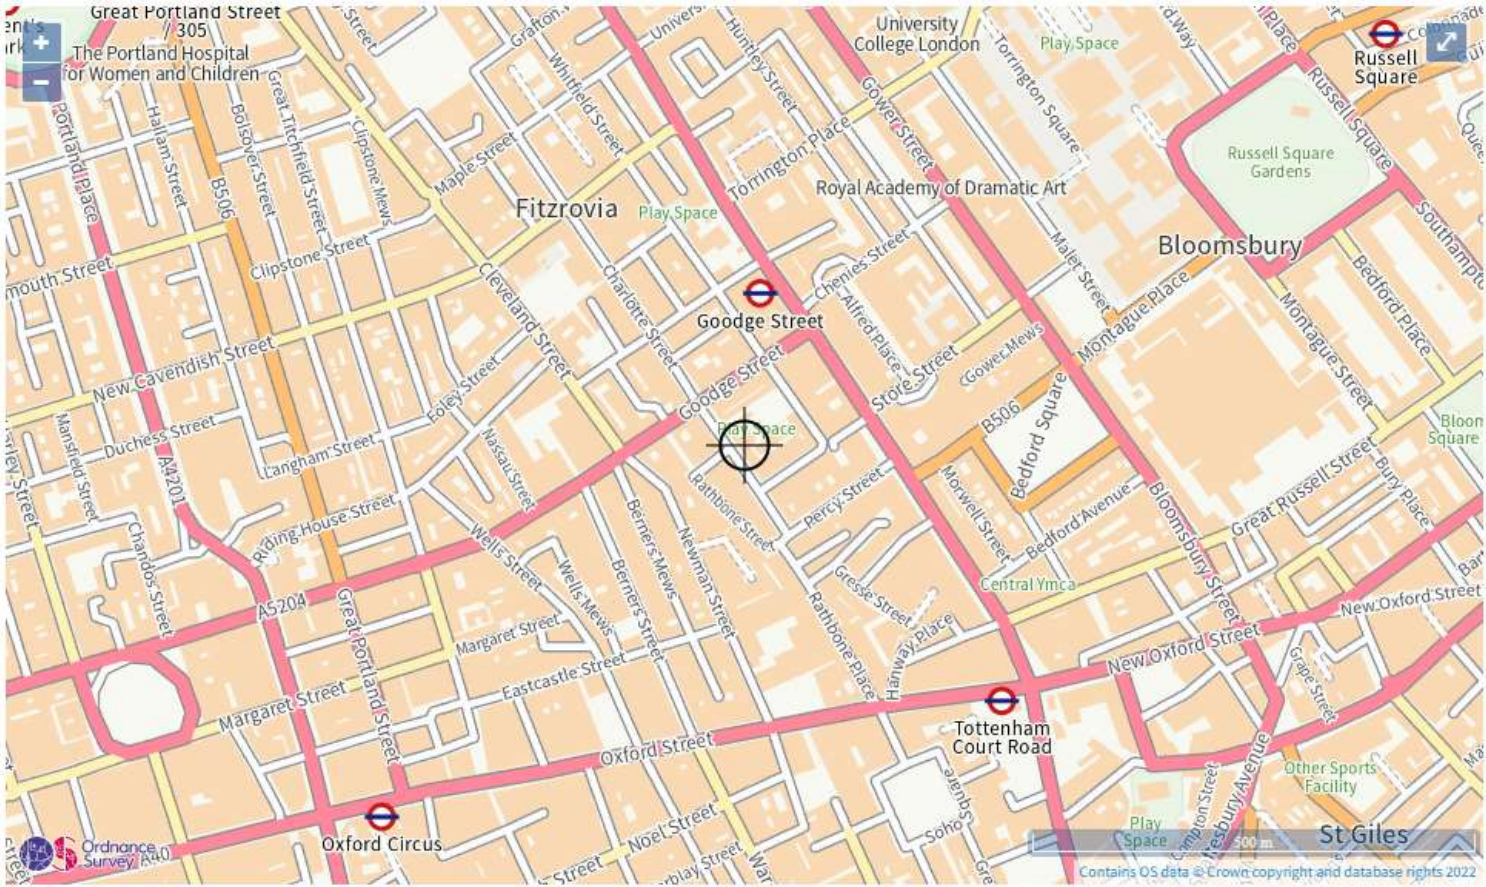 Great Portland Street
/ 305
The Portland Hospital
for Women and Children
+
−
Grafton
University
College London
Play Space
Russell
Square
Huntley Street
Whitfield Street
Gower Street
Torrington Square
Russell Square
Portland Place
Hallam Street
B506
Bolsover Street
Great Titchfield Street
Clipstone Mews
Maple Street
Torrington Place
Russell Square
Gardens
Royal Academy of Dramatic Art
Fitzrovia
Play Space
Bloomsbury
Clipstone Street
mouth Street
Cleveland Street
Charlotte Street
Chenies Street
Alfred Place
Malet Street
Montague Place
Bedford Place
Montague Street
Goodge Street
New Cavendish Street
Gower Mews
Store Street
Goodge Street
Foley Street
B506
Bedford Square
Play Space
Bloom
Square
Mansfield Street
Duchess Street
A4201
Langham Street
Nassau Street
Bury Place
Great Russell Street
Percy Street
Morwell Street
Bedford Avenue
Bloomsbury Street
Rathbone Street
Riding House Street
Wells Street
Berners Mews
Newman Street
Chandos Street
Central Ymca
Wells Mews
Berners Street
Gresse Street
Rathbone Place
Hanway Place
A5204
Great Portland Street
Margaret Street
New Oxford Street
New Oxford Street
Grape Street
Eastcastle Street
Margaret Street
Tottenham
Court Road
Oxford Street
Other Sports
Facility
Square
Soho
Noel Street
Oxford Circus
Play
Space
St Giles
500 m
Ordnance
Survey
A40
Contains OS data © Crown copyright and database rights 2022